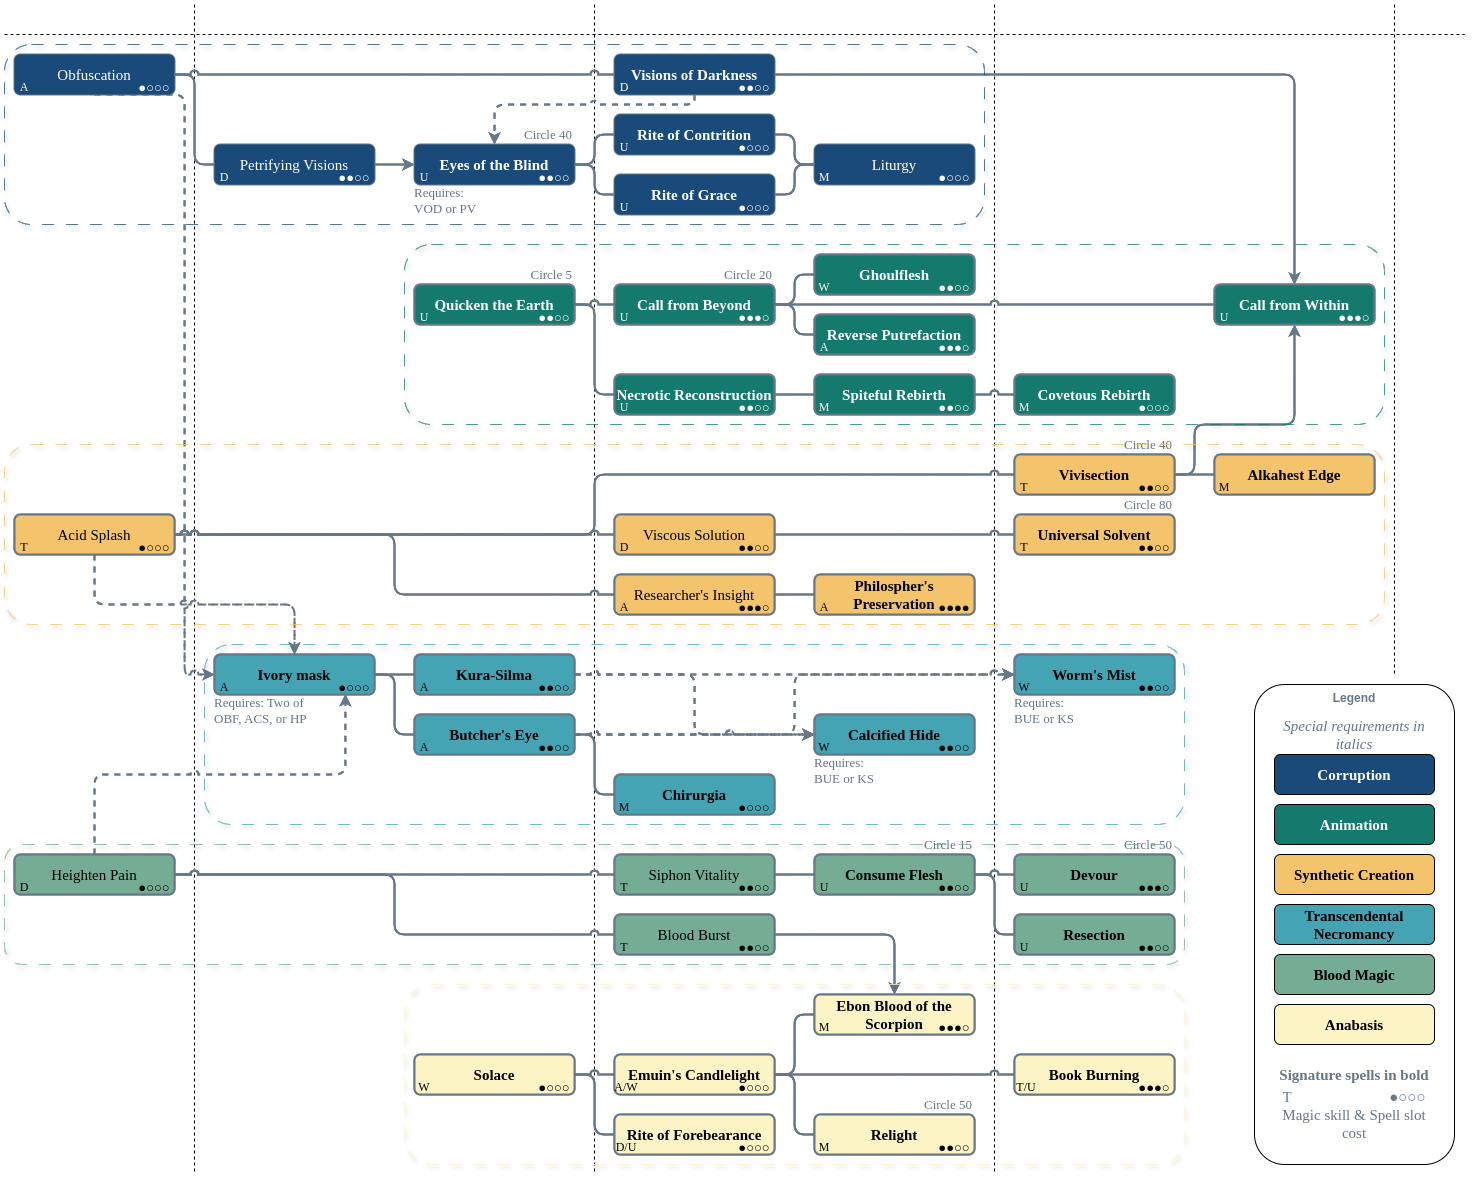 Obfuscation
A ●○○○
Visions of Darkness
D ●●○○
Rite of Contrition
U ●○○○
Circle 40
Petrifying Visions
D ●●○○
Eyes of the Blind
U ●●○○
Requires:
VOD or PV
Liturgy
M ●○○○
Rite of Grace
U ●○○○
Circle 5
Quicken the Earth
U ●●○○
Circle 20
Call from Beyond
U ●●●○
Ghoulflesh
W ●●○○
Reverse Putrefaction
A ●●●○
Call from Within
U ●●●○
Necrotic Reconstruction
U ●●○○
Spiteful Rebirth
M ●●○○
Covetous Rebirth
M ●○○○
Circle 40
Vivisection
T ●●○○
Alkahest Edge
M
Acid Splash
T ●○○○
Viscous Solution
D ●●○○
Circle 80
Universal Solvent
T ●●○○
Researcher's Insight
A ●●●○
Philospher's
Preservation
A ●●●●
Ivory mask
A ●○○○
Requires: Two of
OBF, ACS, or HP
Kura-Silma
A ●●○○
Worm's Mist
W ●●○○
Requires:
BUE or KS
Butcher's Eye
A ●●○○
Calcified Hide
W ●●○○
Requires:
BUE or KS
Chirurgia
M ●○○○
Heighten Pain
D ●○○○
Siphon Vitality
T ●●○○
Circle 15
Consume Flesh
U ●●○○
Circle 50
Devour
U ●●●○
Blood Burst
T ●●○○
Resection
U ●●○○
Ebon Blood of the
Scorpion
M ●●●○
Solace
W ●○○○
Emuin's Candlelight
A/W ●○○○
Book Burning
T/U ●●●○
Rite of Forebearance
D/U ●○○○
Circle 50
Relight
M ●●○○
Legend
Special requirements in
italics
Corruption
Animation
Synthetic Creation
Transcendental
Necromancy
Blood Magic
Anabasis
Signature spells in bold
T ●○○○
Magic skill & Spell slot
cost